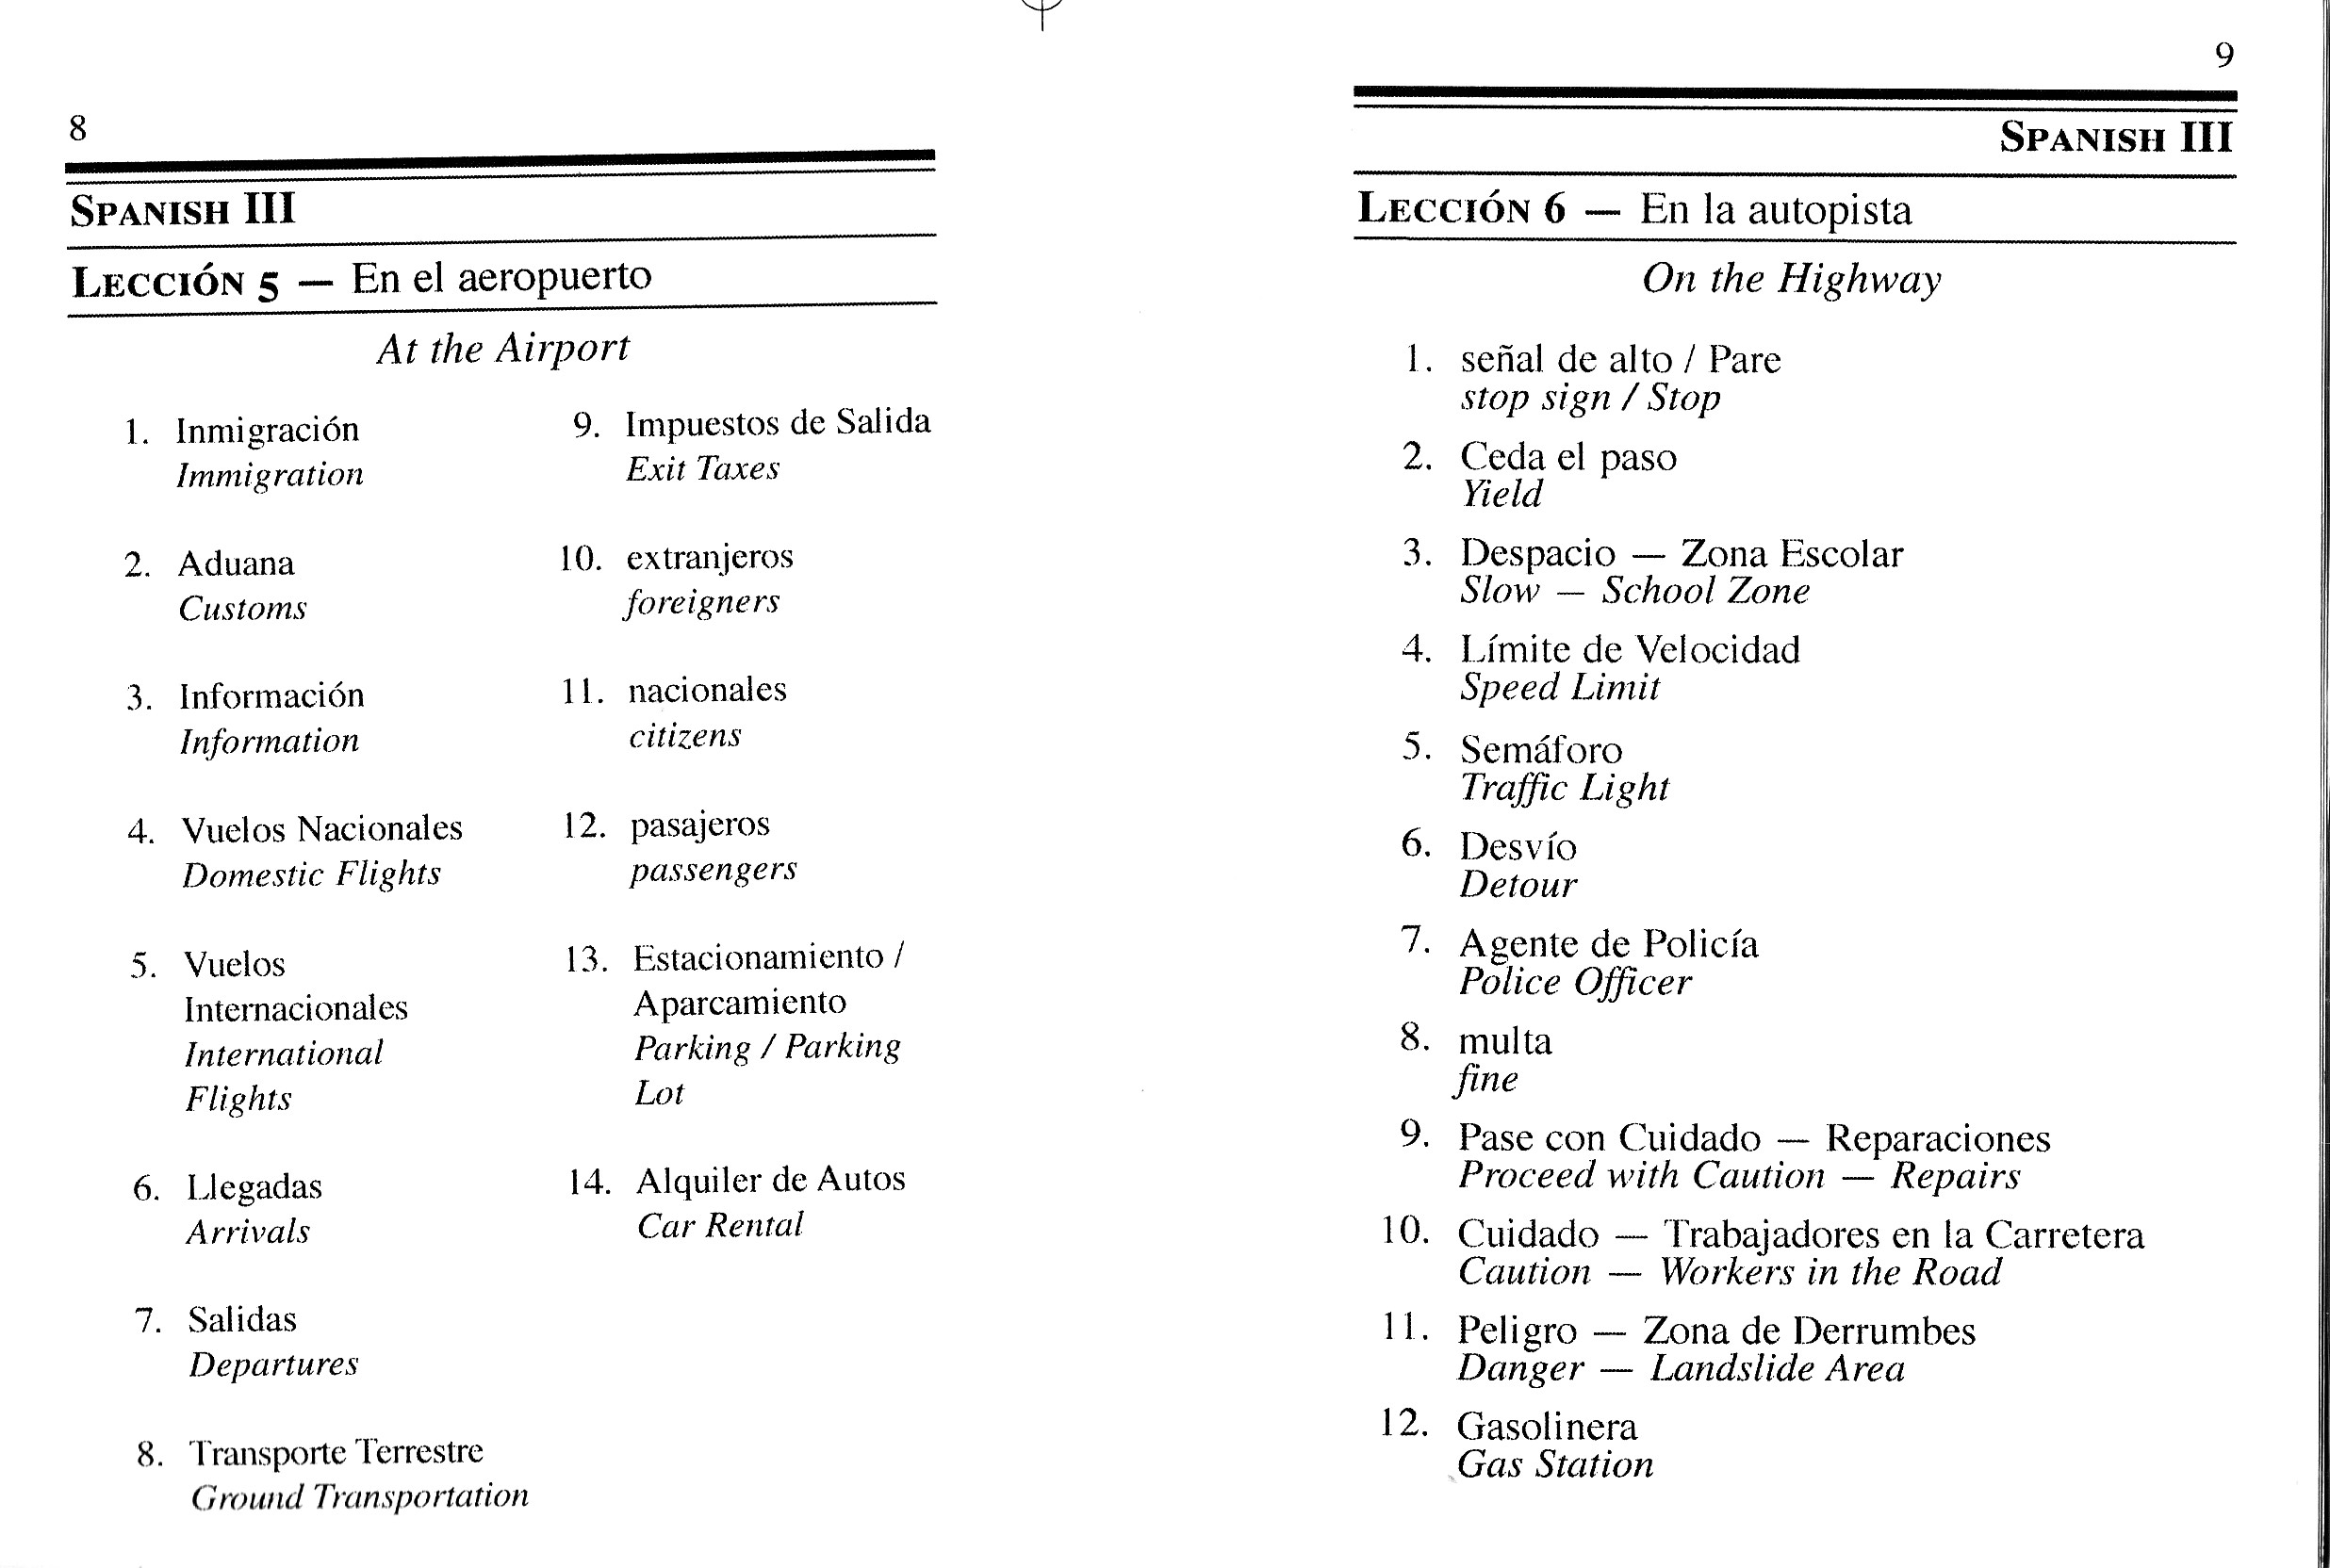 8
SPANISH III
LECCIÓN 5 — En el aeropuerto
At the Airport
1. Inmigración
Immigration
2. Aduana
Customs
3. Información
Information
4. Vuelos Nacionales
Domestic Flights
5. Vuelos
Internacionales
International
Flights
6. Llegadas
Arrivals
7. Salidas
Departures
8. Transporte Terrestre
Ground Transportation
9. Impuestos de Salida
Exit Taxes
10. extranjeros
foreigners
11. nacionales
citizens
12. pasajeros
passengers
13. Estacionamiento /
Aparcamiento
Parking / Parking
Lot
14. Alquiler de Autos
Car Rental
9
SPANISH III
LECCIÓN 6 — En la autopista
On the Highway
1. señal de alto / Pare
stop sign / Stop
2. Ceda el paso
Yield
3. Despacio — Zona Escolar
Slow — School Zone
4. Límite de Velocidad
Speed Limit
5. Semáforo
Traffic Light
6. Desvío
Detour
7. Agente de Policía
Police Officer
8. multa
fine
9. Pase con Cuidado — Reparaciones
Proceed with Caution — Repairs
10. Cuidado — Trabajadores en la Carretera
Caution — Workers in the Road
11. Peligro — Zona de Derrumbes
Danger — Landslide Area
12. Gasolinera
Gas Station